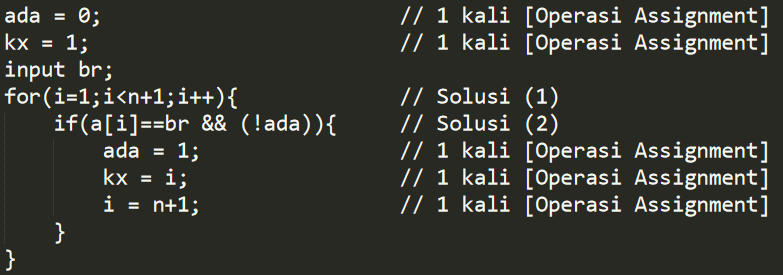 ada = 0; // 1 kali [Operasi Assignment]
kx = 1; // 1 kali [Operasi Assignment]
input br;
for(i=1;i<n+1;i++){ // Solusi (1)
if(a[i]==br && (!ada)){ // Solusi (2)
ada = 1; // 1 kali [Operasi Assignment]
kx = i; // 1 kali [Operasi Assignment]
i = n+1; // 1 kali [Operasi Assignment]
}
}